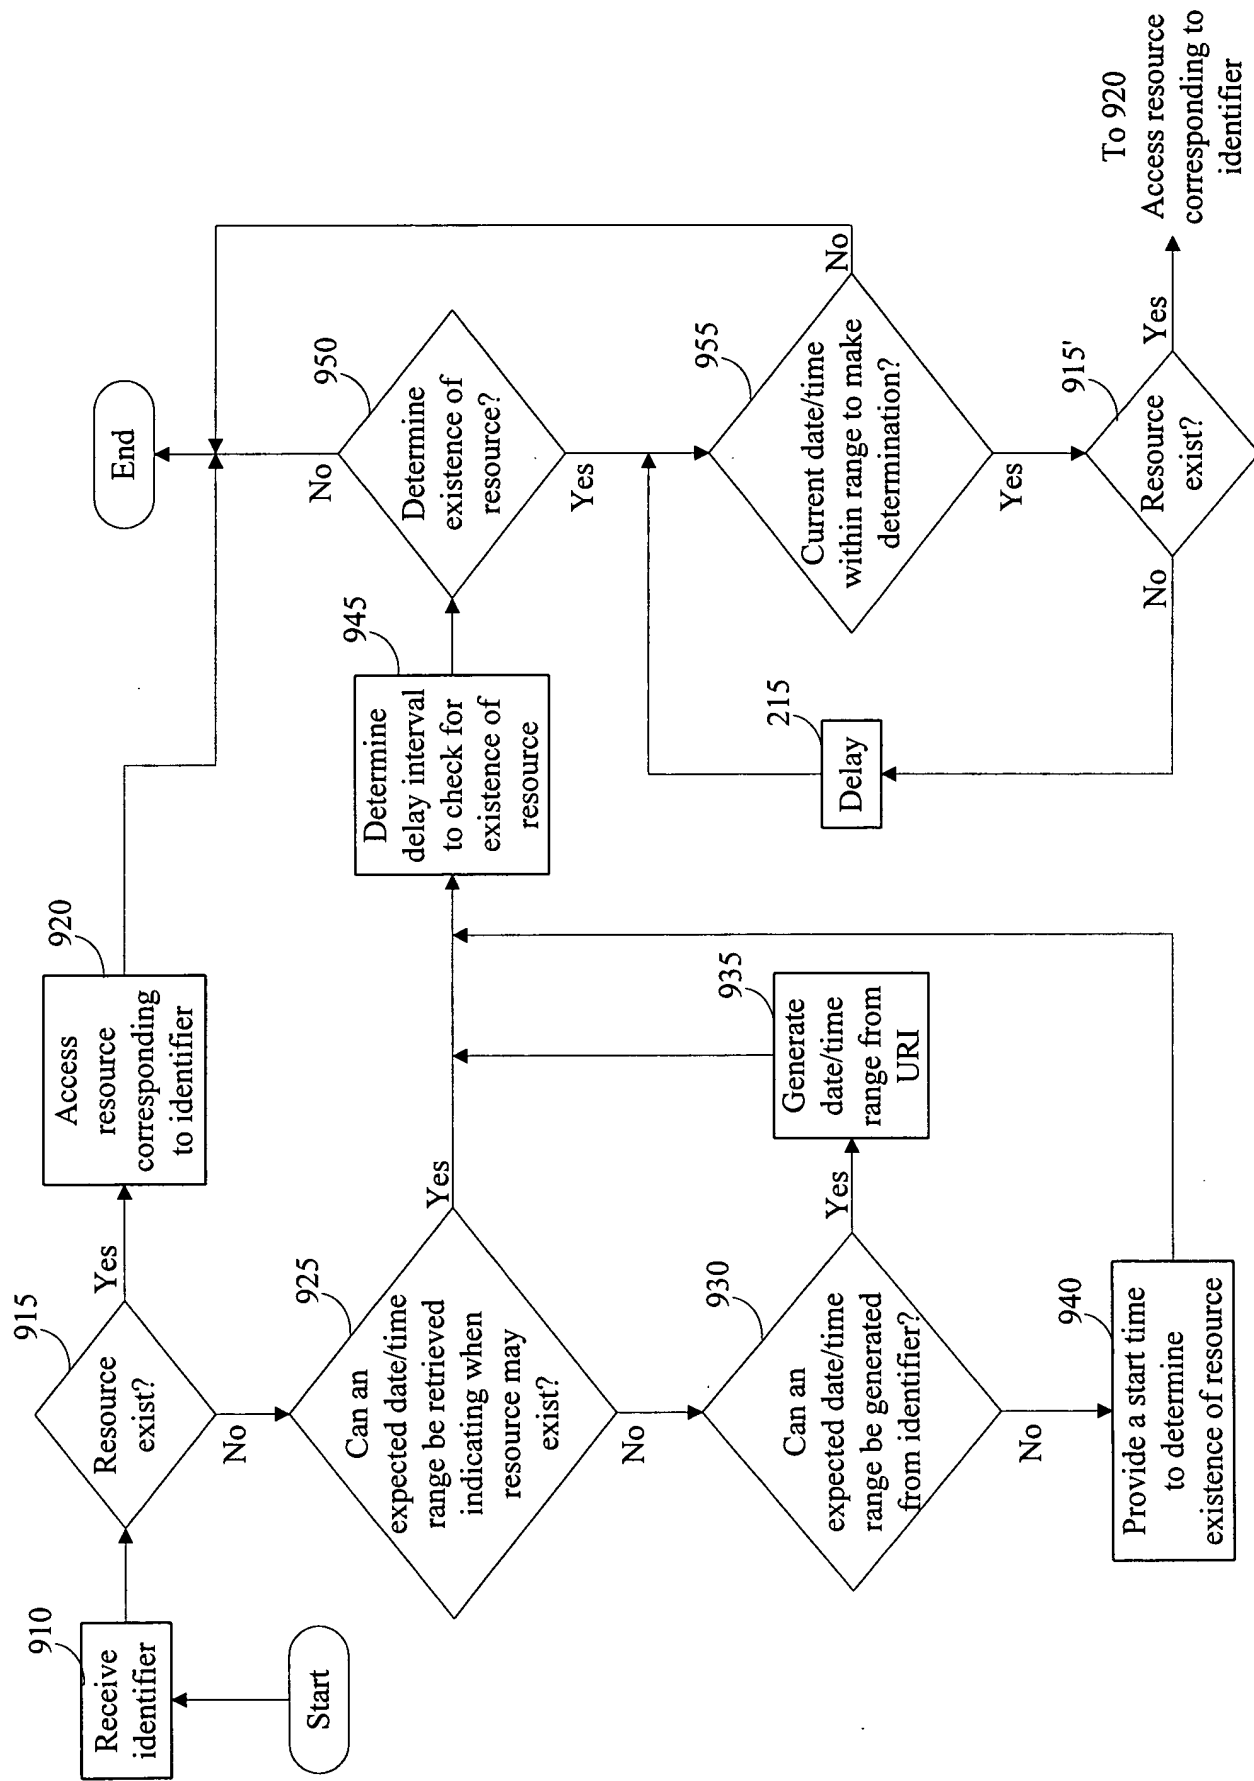 Start
910
Receive
identifier
915
Resource
exist?
Yes
No
920
Access
resource
corresponding
to identifier
End
925
Can an
expected date/time
range be retrieved
indicating when
resource may
exist?
Yes
No
930
Can an
expected date/time
range be generated
from identifier?
Yes
No
935
Generate
date/time
range from
URI
940
Provide a start time
to determine
existence of resource
945
Determine
delay interval
to check for
existence of
resource
950
Determine
existence of
resource?
No
Yes
955
Current date/time
within range to make
determination?
No
Yes
915'
Resource
exist?
No
Yes
215
Delay
To 920
Access resource
corresponding to
identifier